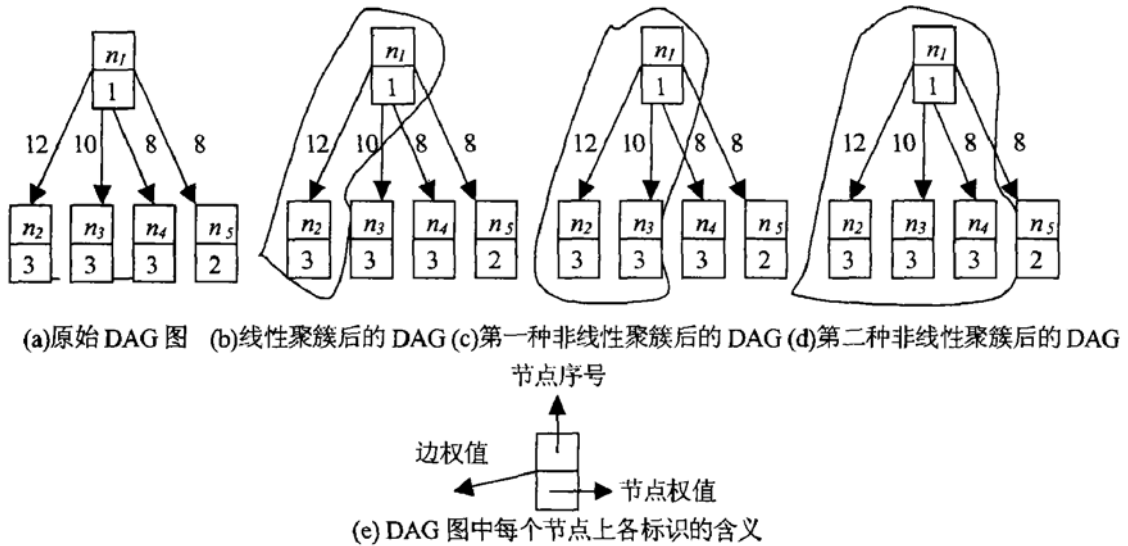 n1 n1 n1 n1
1 1 1 1
12 10 8 8 12 10 8 8 12 10 8 8 12 10 8 8
n2 n3 n4 n5 n2 n3 n4 n5 n2 n3 n4 n5 n2 n3 n4 n5
3 3 3 2 3 3 3 2 3 3 3 2 3 3 3 2
(a)原始 DAG 图 (b)线性聚簇后的 DAG (c)第一种非线性聚簇后的 DAG (d)第二种非线性聚簇后的 DAG
节点序号
边权值
节点权值
(e) DAG 图中每个节点上各标识的含义